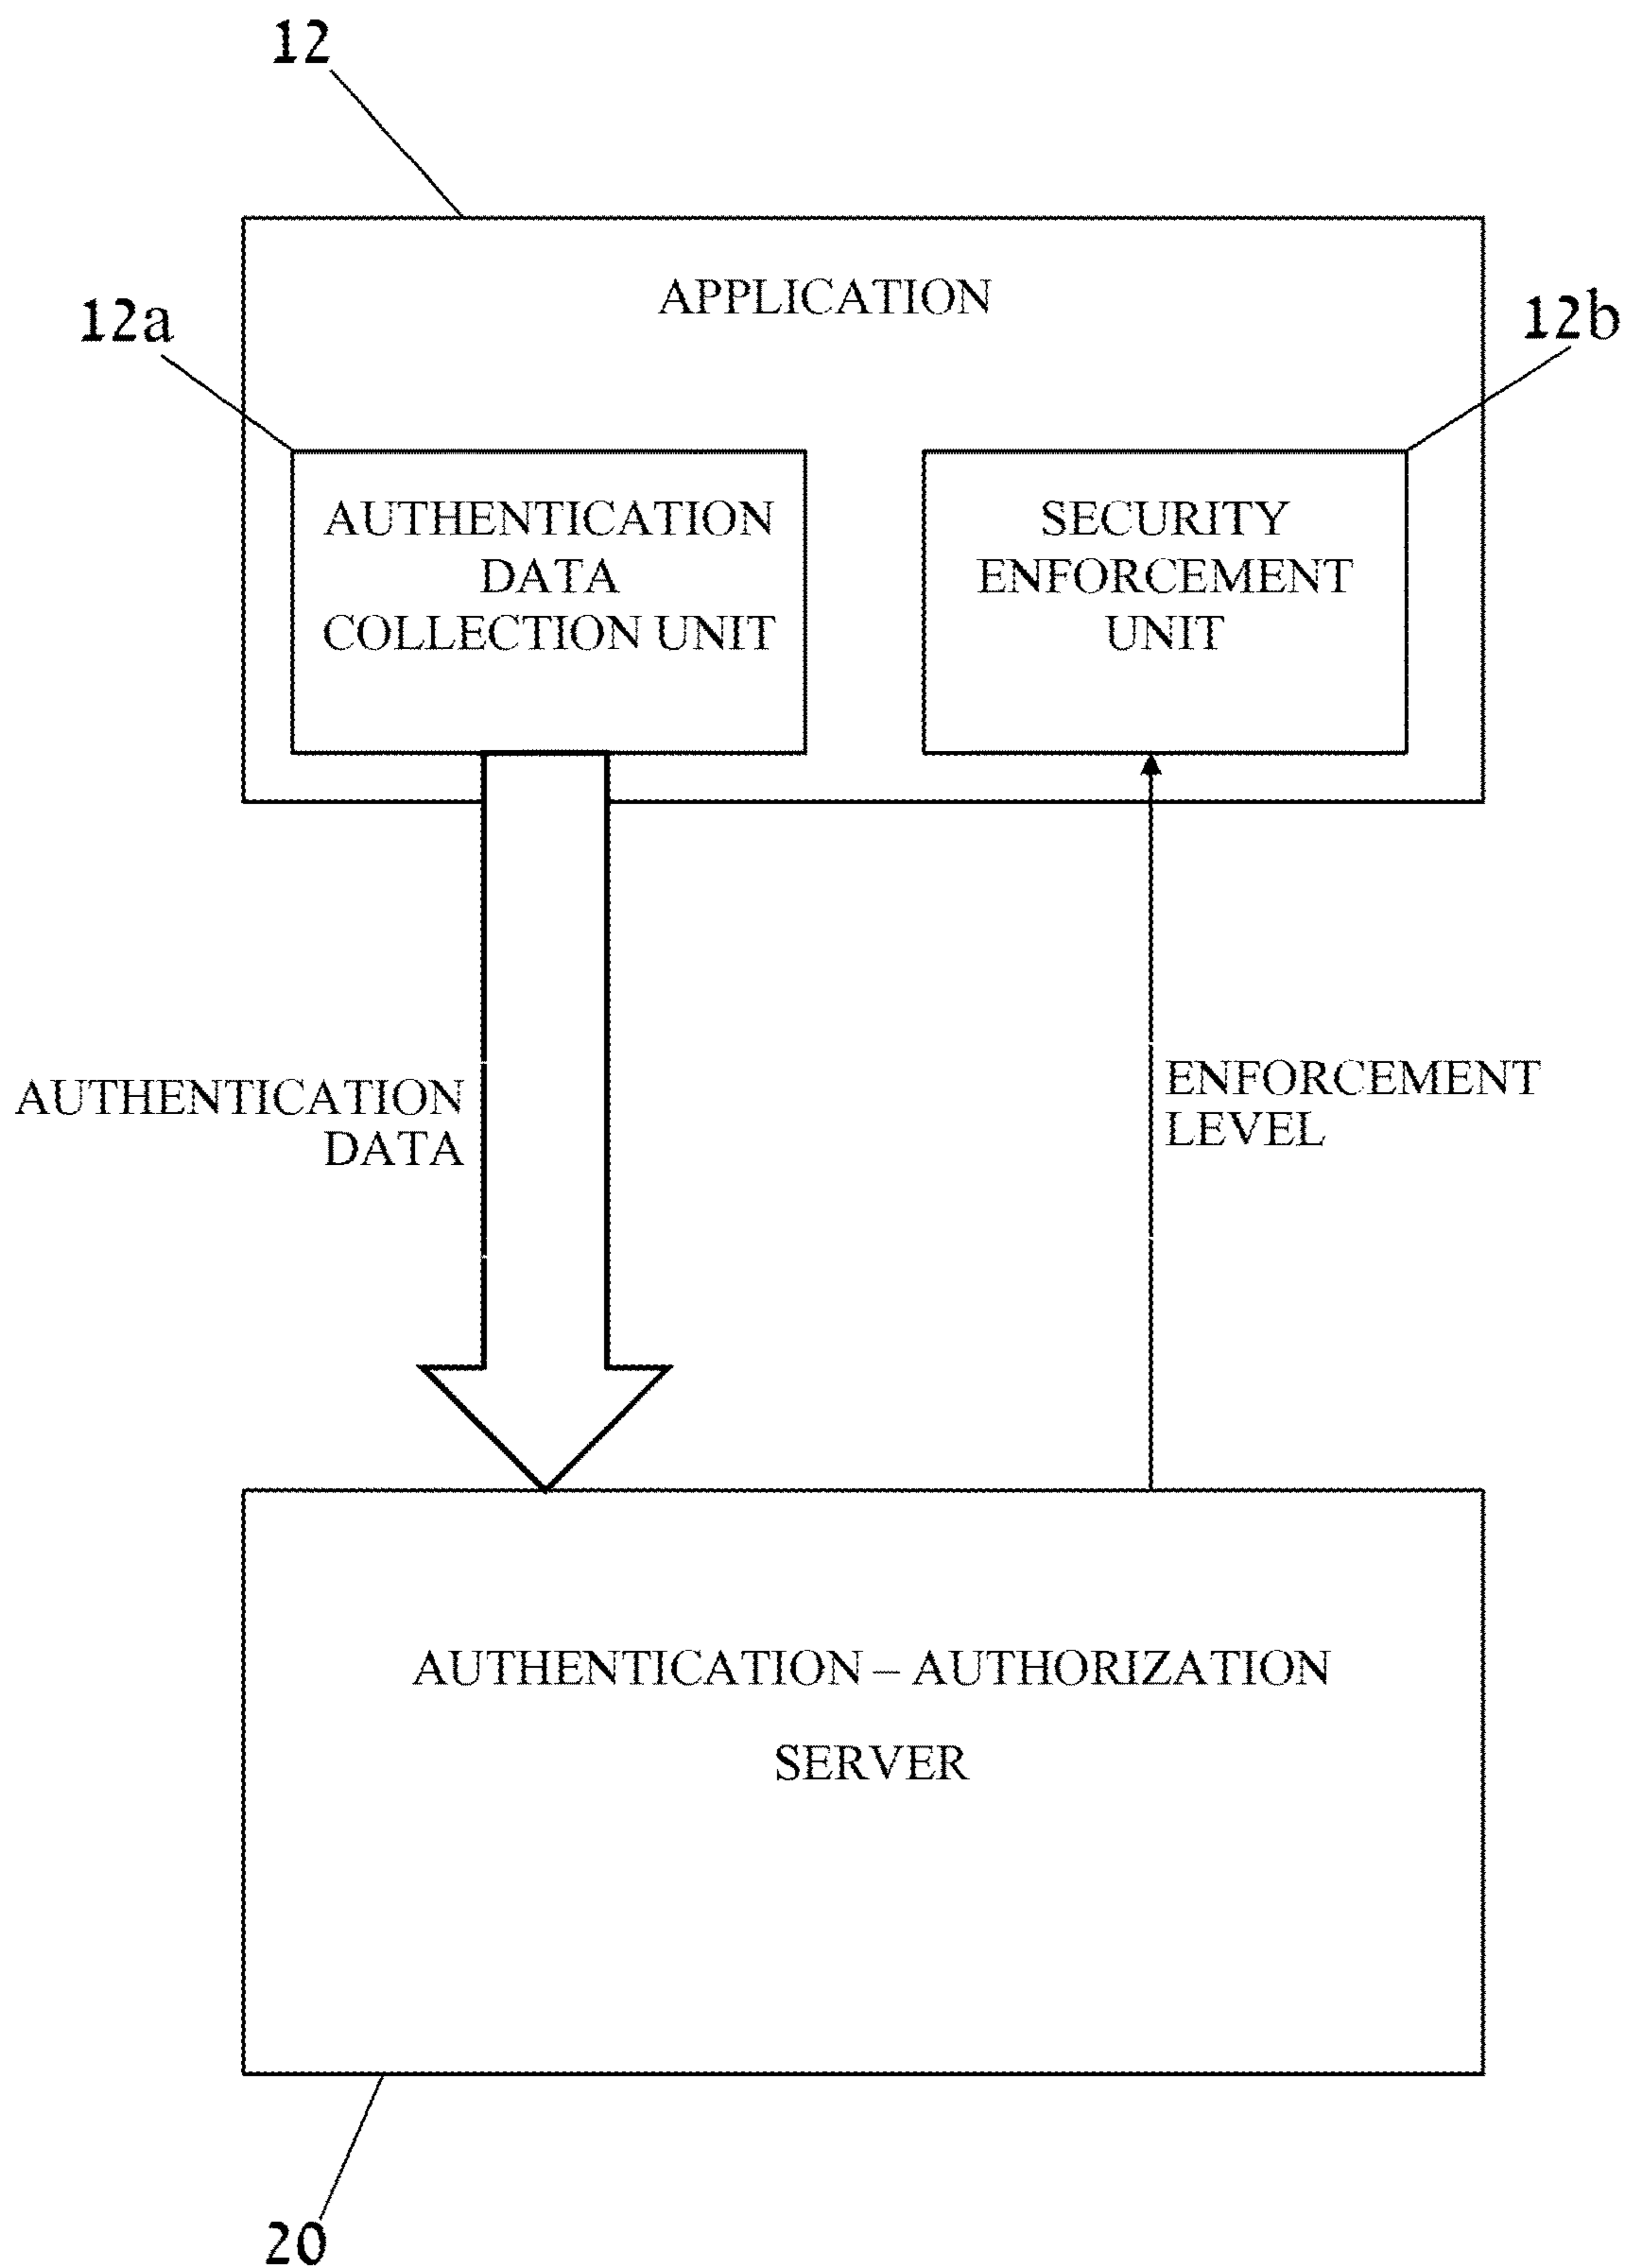 12
APPLICATION
12a
12b
AUTHENTICATION
DATA
COLLECTION UNIT
SECURITY
ENFORCEMENT
UNIT
AUTHENTICATION
DATA
ENFORCEMENT
LEVEL
AUTHENTICATION – AUTHORIZATION
SERVER
20